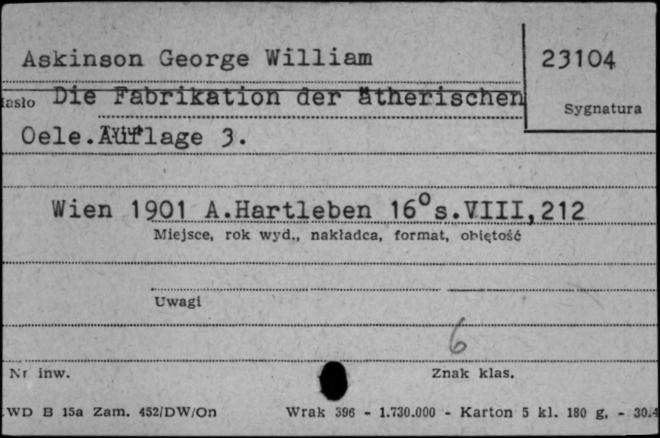 Askinson George William
23104
asło Die Fabrikation der ätherischen
Sygnatura
Oele. Auflage 3.
Wien 1901 A.Hartleben 16° s.VIII,212
Miejsce, rok wyd., nakładca, format, objętość
Uwagi
6
Nr inw.
Znak klas.
WD B 15a Zam. 452/DW/On Wrak 396 - 1.730.000 - Karton 5 kl. 180 g. - 30.4